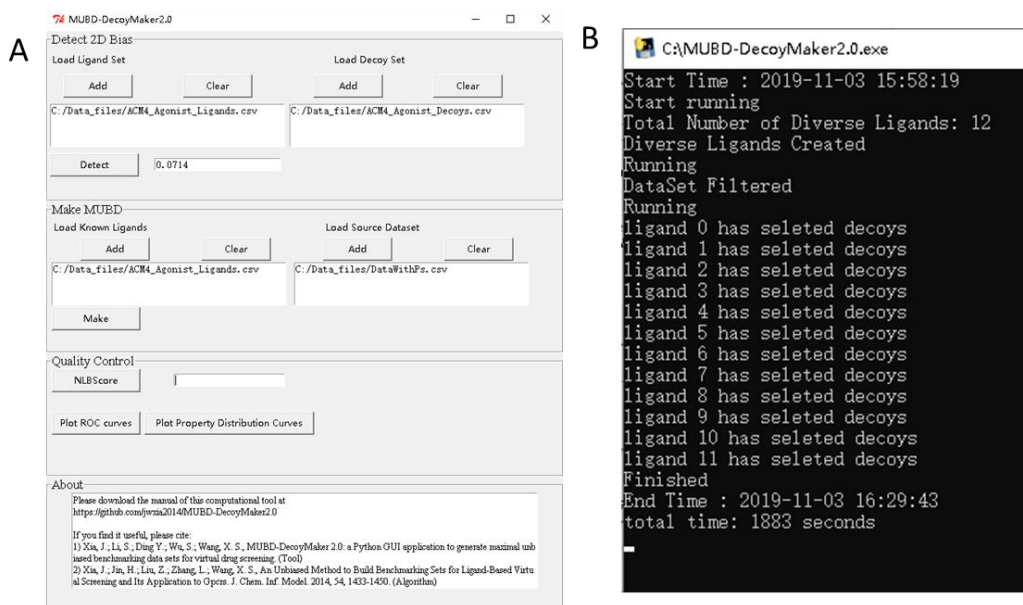 A
MUBD-DecoyMaker2.0
Detect 2D Bias
Load Ligand Set Load Decoy Set
Add Clear Add Clear
C:/Data_files/ACM4_Agonist_Ligands.csv C:/Data_files/ACM4_Agonist_Decoys.csv
Detect 0.0714
Make MUBD
Load Known Ligands Load Source Dataset
Add Clear Add Clear
C:/Data_files/ACM4_Agonist_Ligands.csv C:/Data_files/DataWithPs.csv
Make
Quality Control
NLBScore
Plot ROC curves Plot Property Distribution Curves
About
Please download the manual of this computational tool at
https://github.com/jwxia2014/MUBD-DecoyMaker2.0
If you find it useful, please cite:
1) Xia, J.; Li, S.; Ding Y.; Wu, S.; Wang, X. S., MUBD-DecoyMaker 2.0: a Python GUI application to generate maximal unb
iased benchmarking data sets for virtual drug screening. (Tool)
2) Xia, J.; Jin, H.; Liu, Z.; Zhang, L.; Wang, X. S., An Unbiased Method to Build Benchmarking Sets for Ligand-Based Virtu
al Screening and Its Application to Gpcrs. J. Chem. Inf. Model. 2014, 54, 1433-1450. (Algorithm)
B
C:\MUBD-DecoyMaker2.0.exe
Start Time : 2019-11-03 15:58:19
Start running
Total Number of Diverse Ligands: 12
Diverse Ligands Created
Running
DataSet Filtered
Running
ligand 0 has seleted decoys
ligand 1 has seleted decoys
ligand 2 has seleted decoys
ligand 3 has seleted decoys
ligand 4 has seleted decoys
ligand 5 has seleted decoys
ligand 6 has seleted decoys
ligand 7 has seleted decoys
ligand 8 has seleted decoys
ligand 9 has seleted decoys
ligand 10 has seleted decoys
ligand 11 has seleted decoys
Finished
End Time : 2019-11-03 16:29:43
total time: 1883 seconds